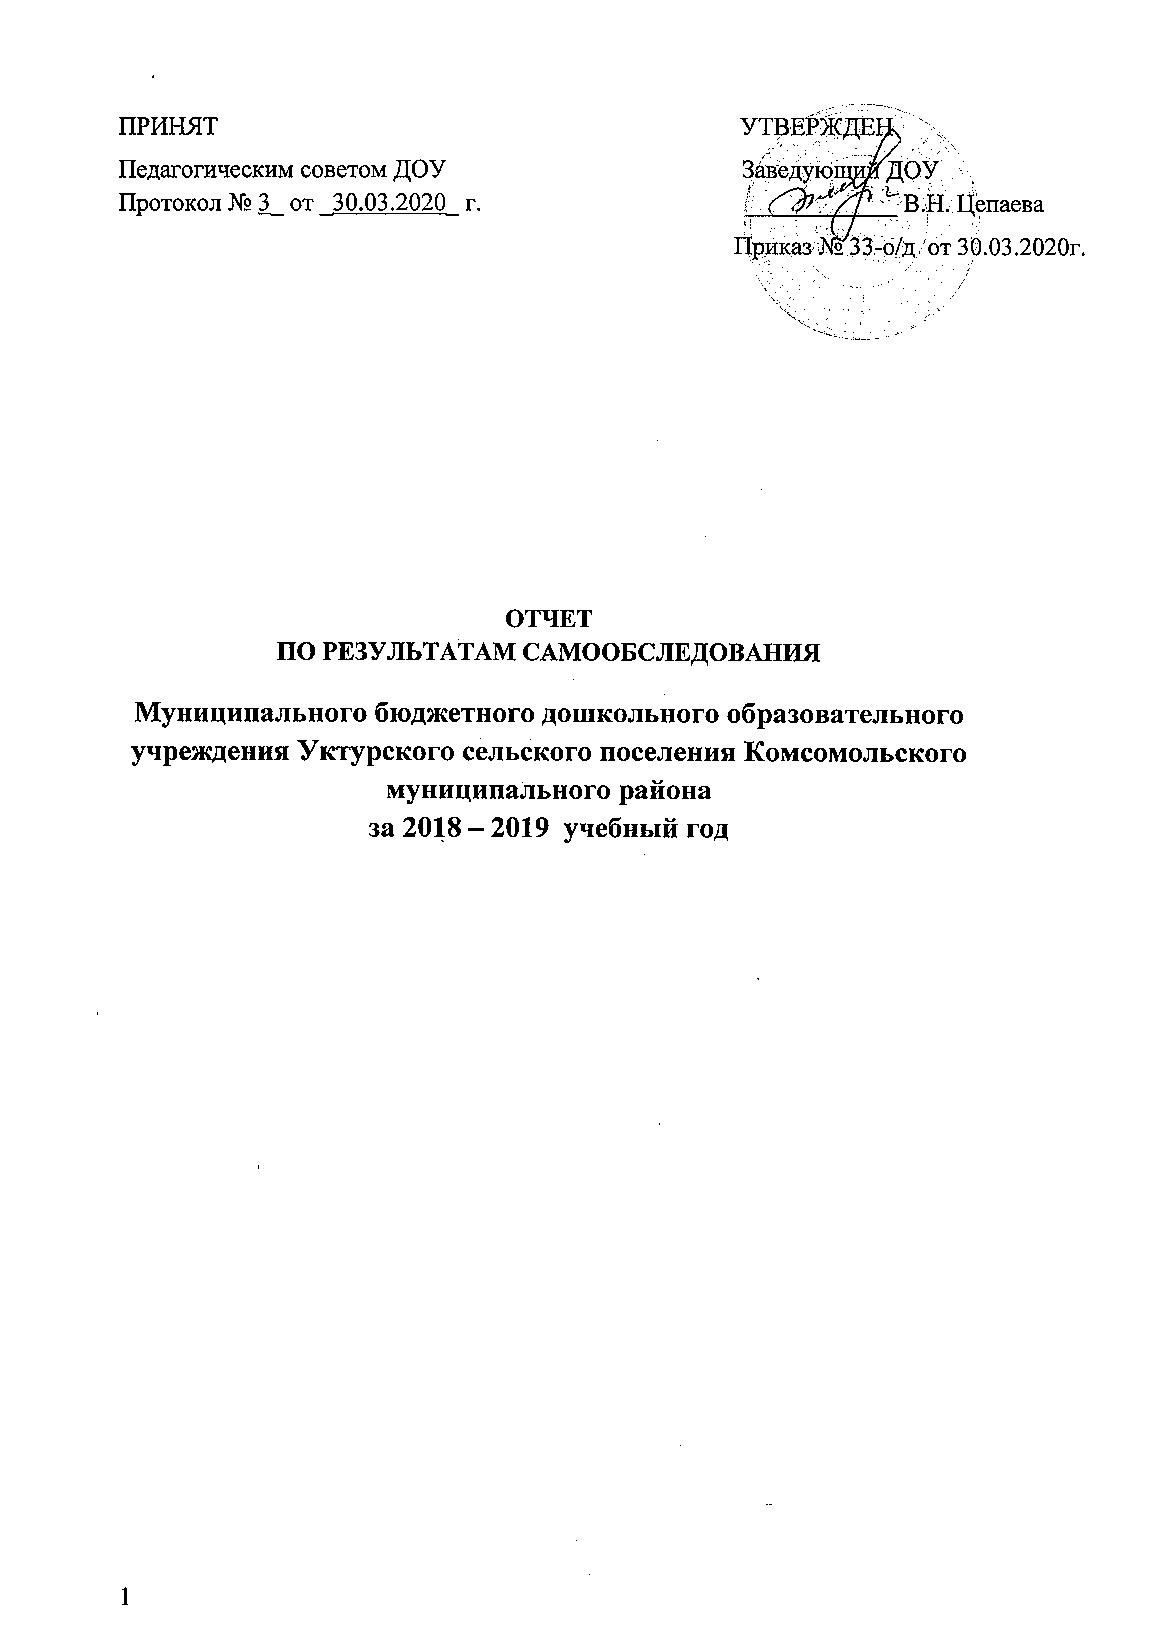 ПРИНЯТ
Педагогическим советом ДОУ
Протокол № 3_ от _30.03.2020_ г.
УТВЕРЖДЕН
Заведующий ДОУ
____________ В.Н. Цепаева
Приказ № 33-о/д от 30.03.2020г.
ОТЧЕТ
ПО РЕЗУЛЬТАТАМ САМООБСЛЕДОВАНИЯ
Муниципального бюджетного дошкольного образовательного
учреждения Уктурского сельского поселения Комсомольского
муниципального района
за 2018 – 2019 учебный год
1